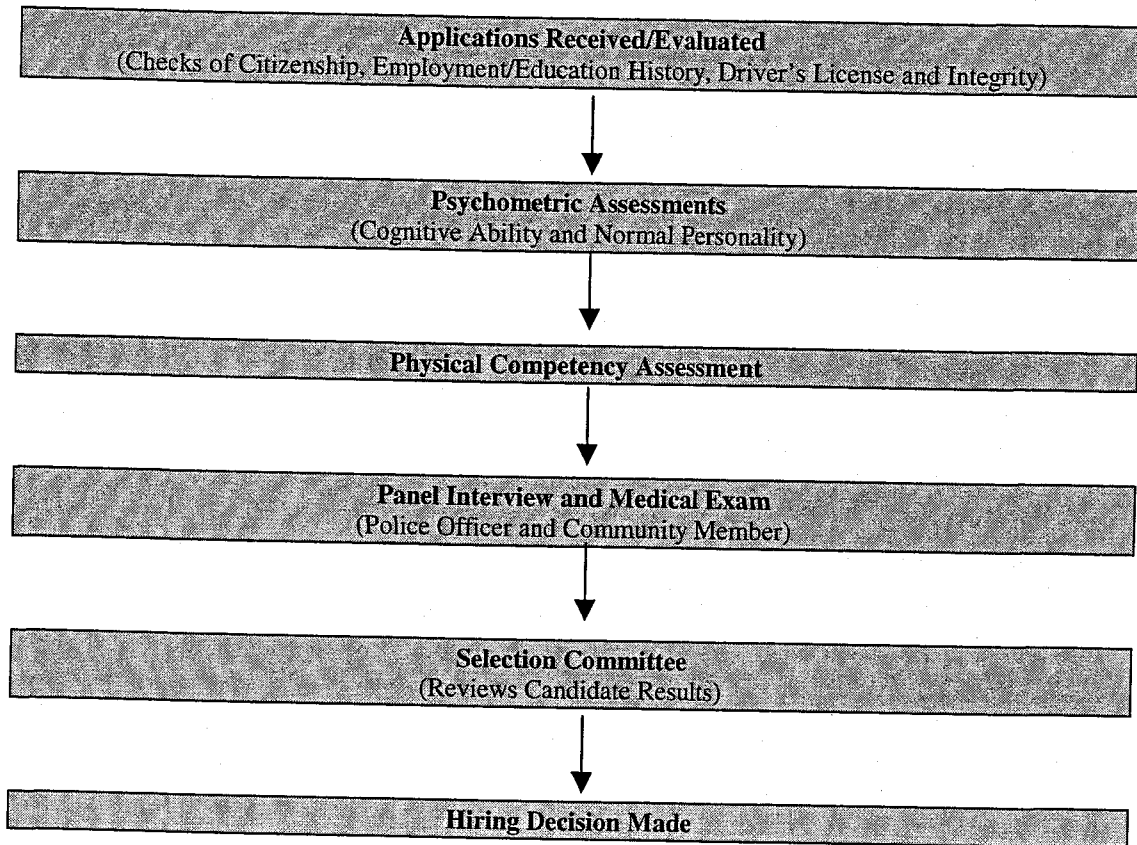 Applications Received/Evaluated
(Checks of Citizenship, Employment/Education History, Driver's License and Integrity)
Psychometric Assessments
(Cognitive Ability and Normal Personality)
Physical Competency Assessment
Panel Interview and Medical Exam
(Police Officer and Community Member)
Selection Committee
(Reviews Candidate Results)
Hiring Decision Made